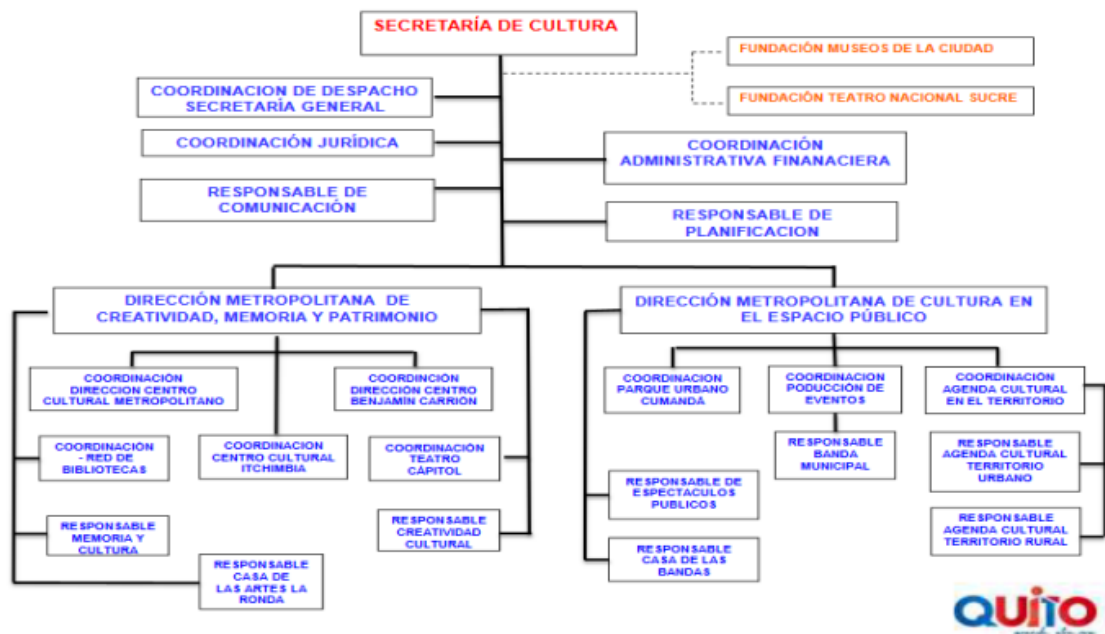 SECRETARÍA DE CULTURA
FUNDACIÓN MUSEOS DE LA CIUDAD
FUNDACIÓN TEATRO NACIONAL SUCRE
COORDINACION DE DESPACHO
SECRETARÍA GENERAL
COORDINACIÓN JURÍDICA
COORDINACIÓN
ADMINISTRATIVA FINANACIERA
RESPONSABLE DE
COMUNICACIÓN
RESPONSABLE DE
PLANIFICACION
DIRECCIÓN METROPOLITANA DE
CREATIVIDAD, MEMORIA Y PATRIMONIO
DIRECCIÓN METROPOLITANA DE CULTURA EN
EL ESPACIO PÚBLICO
COORDINACIÓN
DIRECCION CENTRO
CULTURAL METROPOLITANO
COORDINCIÓN
DIRECCIÓN CENTRO
BENJAMÍN CARRIÓN
COORDINACION
PARQUE URBANO
CUMANDÁ
COORDINACION
PODUCCIÓN DE
EVENTOS
COORDINACIÓN
AGENDA CULTURAL
EN EL TERRITORIO
COORDINACIÓN
- RED DE
BIBLIOTECAS
COORDINACION
CENTRO CULTURAL
ITCHIMBIA
COORDINACIÓN
TEATRO
CÁPITOL
RESPONSABLE
BANDA
MUNICIPAL
RESPONSABLE
AGENDA CULTURAL
TERRITORIO
URBANO
RESPONSABLE DE
ESPECTACULOS
PUBLICOS
RESPONSABLE
MEMORIA Y
CULTURA
RESPONSABLE
CREATIVIDAD
CULTURAL
RESPONSABLE
AGENDA CULTURAL
TERRITORIO RURAL
RESPONSABLE
CASA DE
LAS ARTES LA
RONDA
RESPONSABLE
CASA DE LAS
BANDAS
QUITO